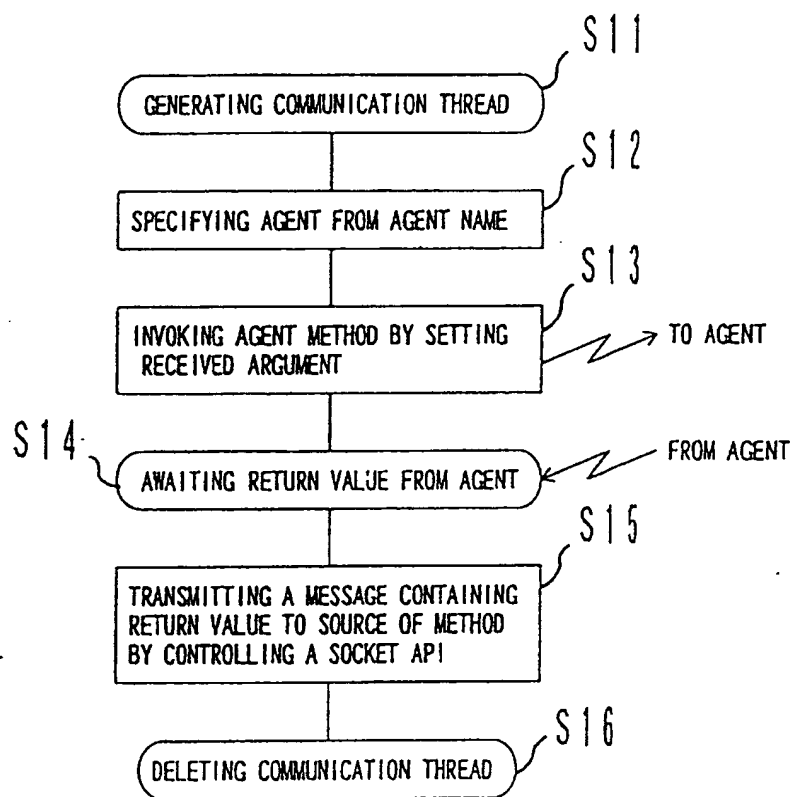 S11
GENERATING COMMUNICATION THREAD
S12
SPECIFYING AGENT FROM AGENT NAME
S13
INVOKING AGENT METHOD BY SETTING
RECEIVED ARGUMENT
TO AGENT
S14
AWAITING RETURN VALUE FROM AGENT
FROM AGENT
S15
TRANSMITTING A MESSAGE CONTAINING
RETURN VALUE TO SOURCE OF METHOD
BY CONTROLLING A SOCKET API
S16
DELETING COMMUNICATION THREAD